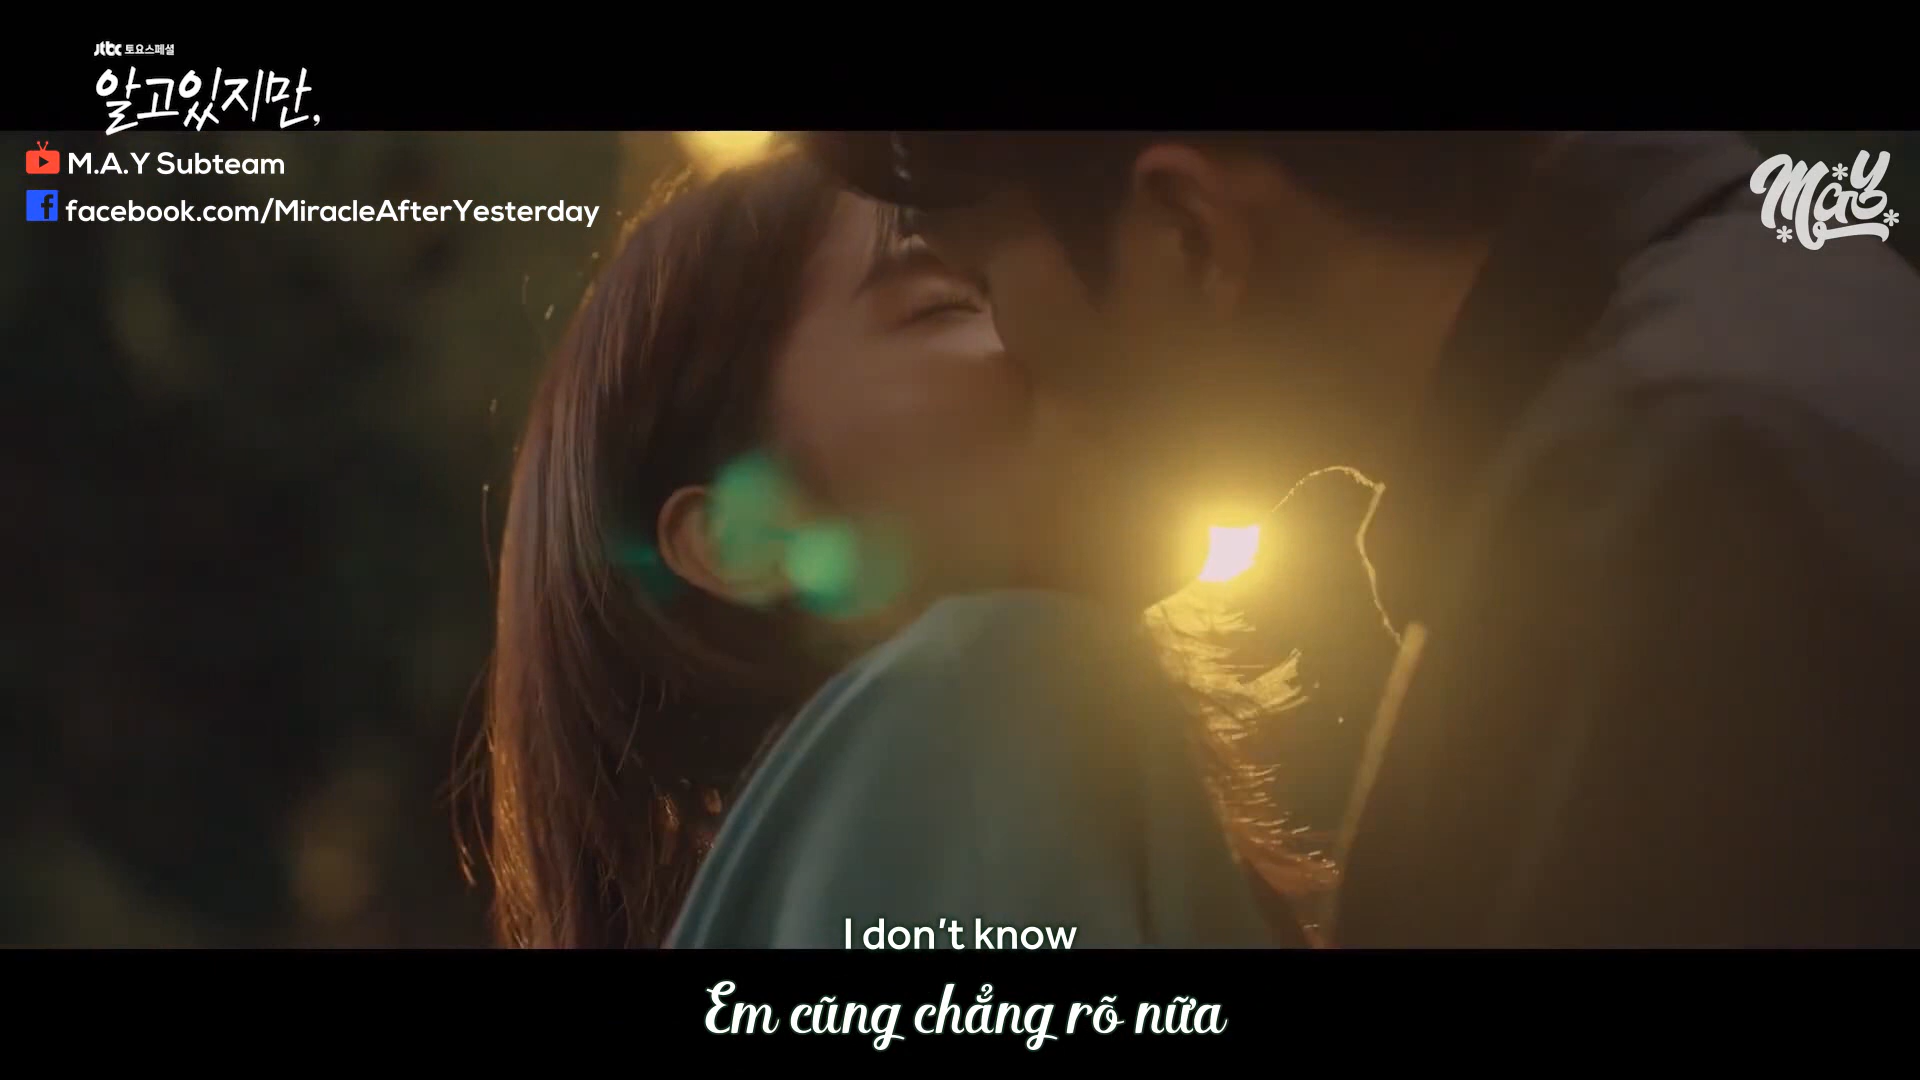 jtbc 토요스페셜
알고있지만,
M.A.Y Subteam
facebook.com/MiracleAfterYesterday
May
I don't know
Em cũng chẳng rõ nữa